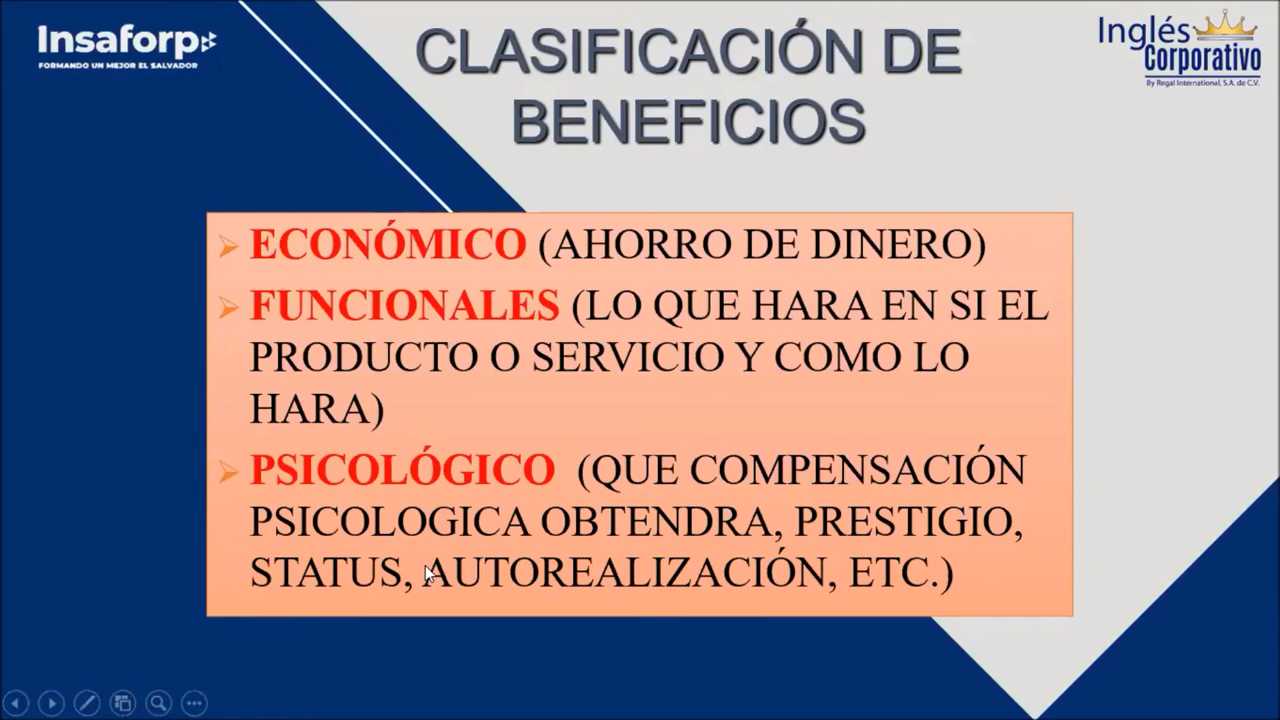 Insaforp
FORMANDO UN MEJOR EL SALVADOR
CLASIFICACIÓN DE
BENEFICIOS
Inglés
Corporativo
By Regal International, S.A. de C.V.
ECONÓMICO (AHORRO DE DINERO)
FUNCIONALES (LO QUE HARA EN SI EL
PRODUCTO O SERVICIO Y COMO LO
HARA)
PSICOLÓGICO (QUE COMPENSACIÓN
PSICOLOGICA OBTENDRA, PRESTIGIO,
STATUS, AUTOREALIZACIÓN, ETC.)